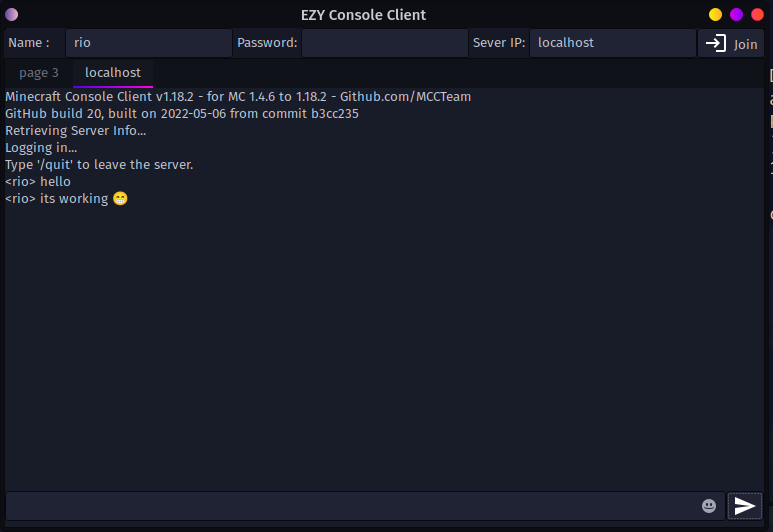 EZY Console Client
Name : rio Password: Sever IP: localhost Join
page 3 localhost
Minecraft Console Client v1.18.2 - for MC 1.4.6 to 1.18.2 - Github.com/MCCTeam
GitHub build 20, built on 2022-05-06 from commit b3cc235
Retrieving Server Info...
Logging in...
Type '/quit' to leave the server.
<rio> hello
<rio> its working 😁